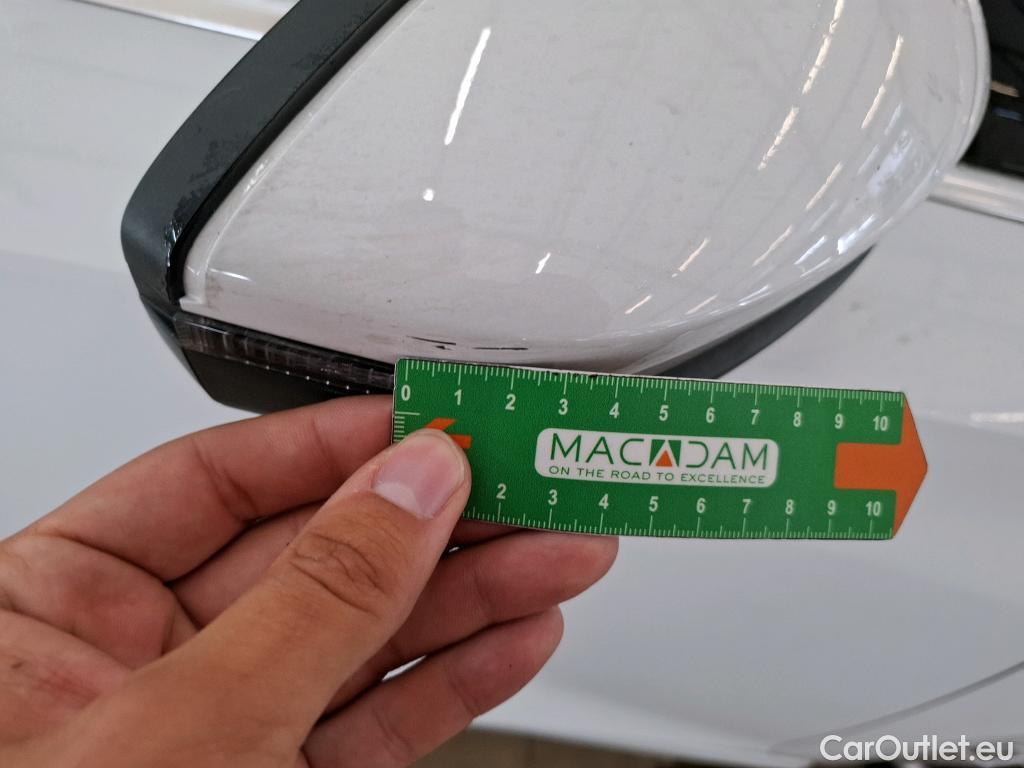 0 1 2 3 4 5 6 7 8 9 10
MACADAM
ON THE ROAD TO EXCELLENCE
2 3 4 5 6 7 8 9 10
CarOutlet.eu